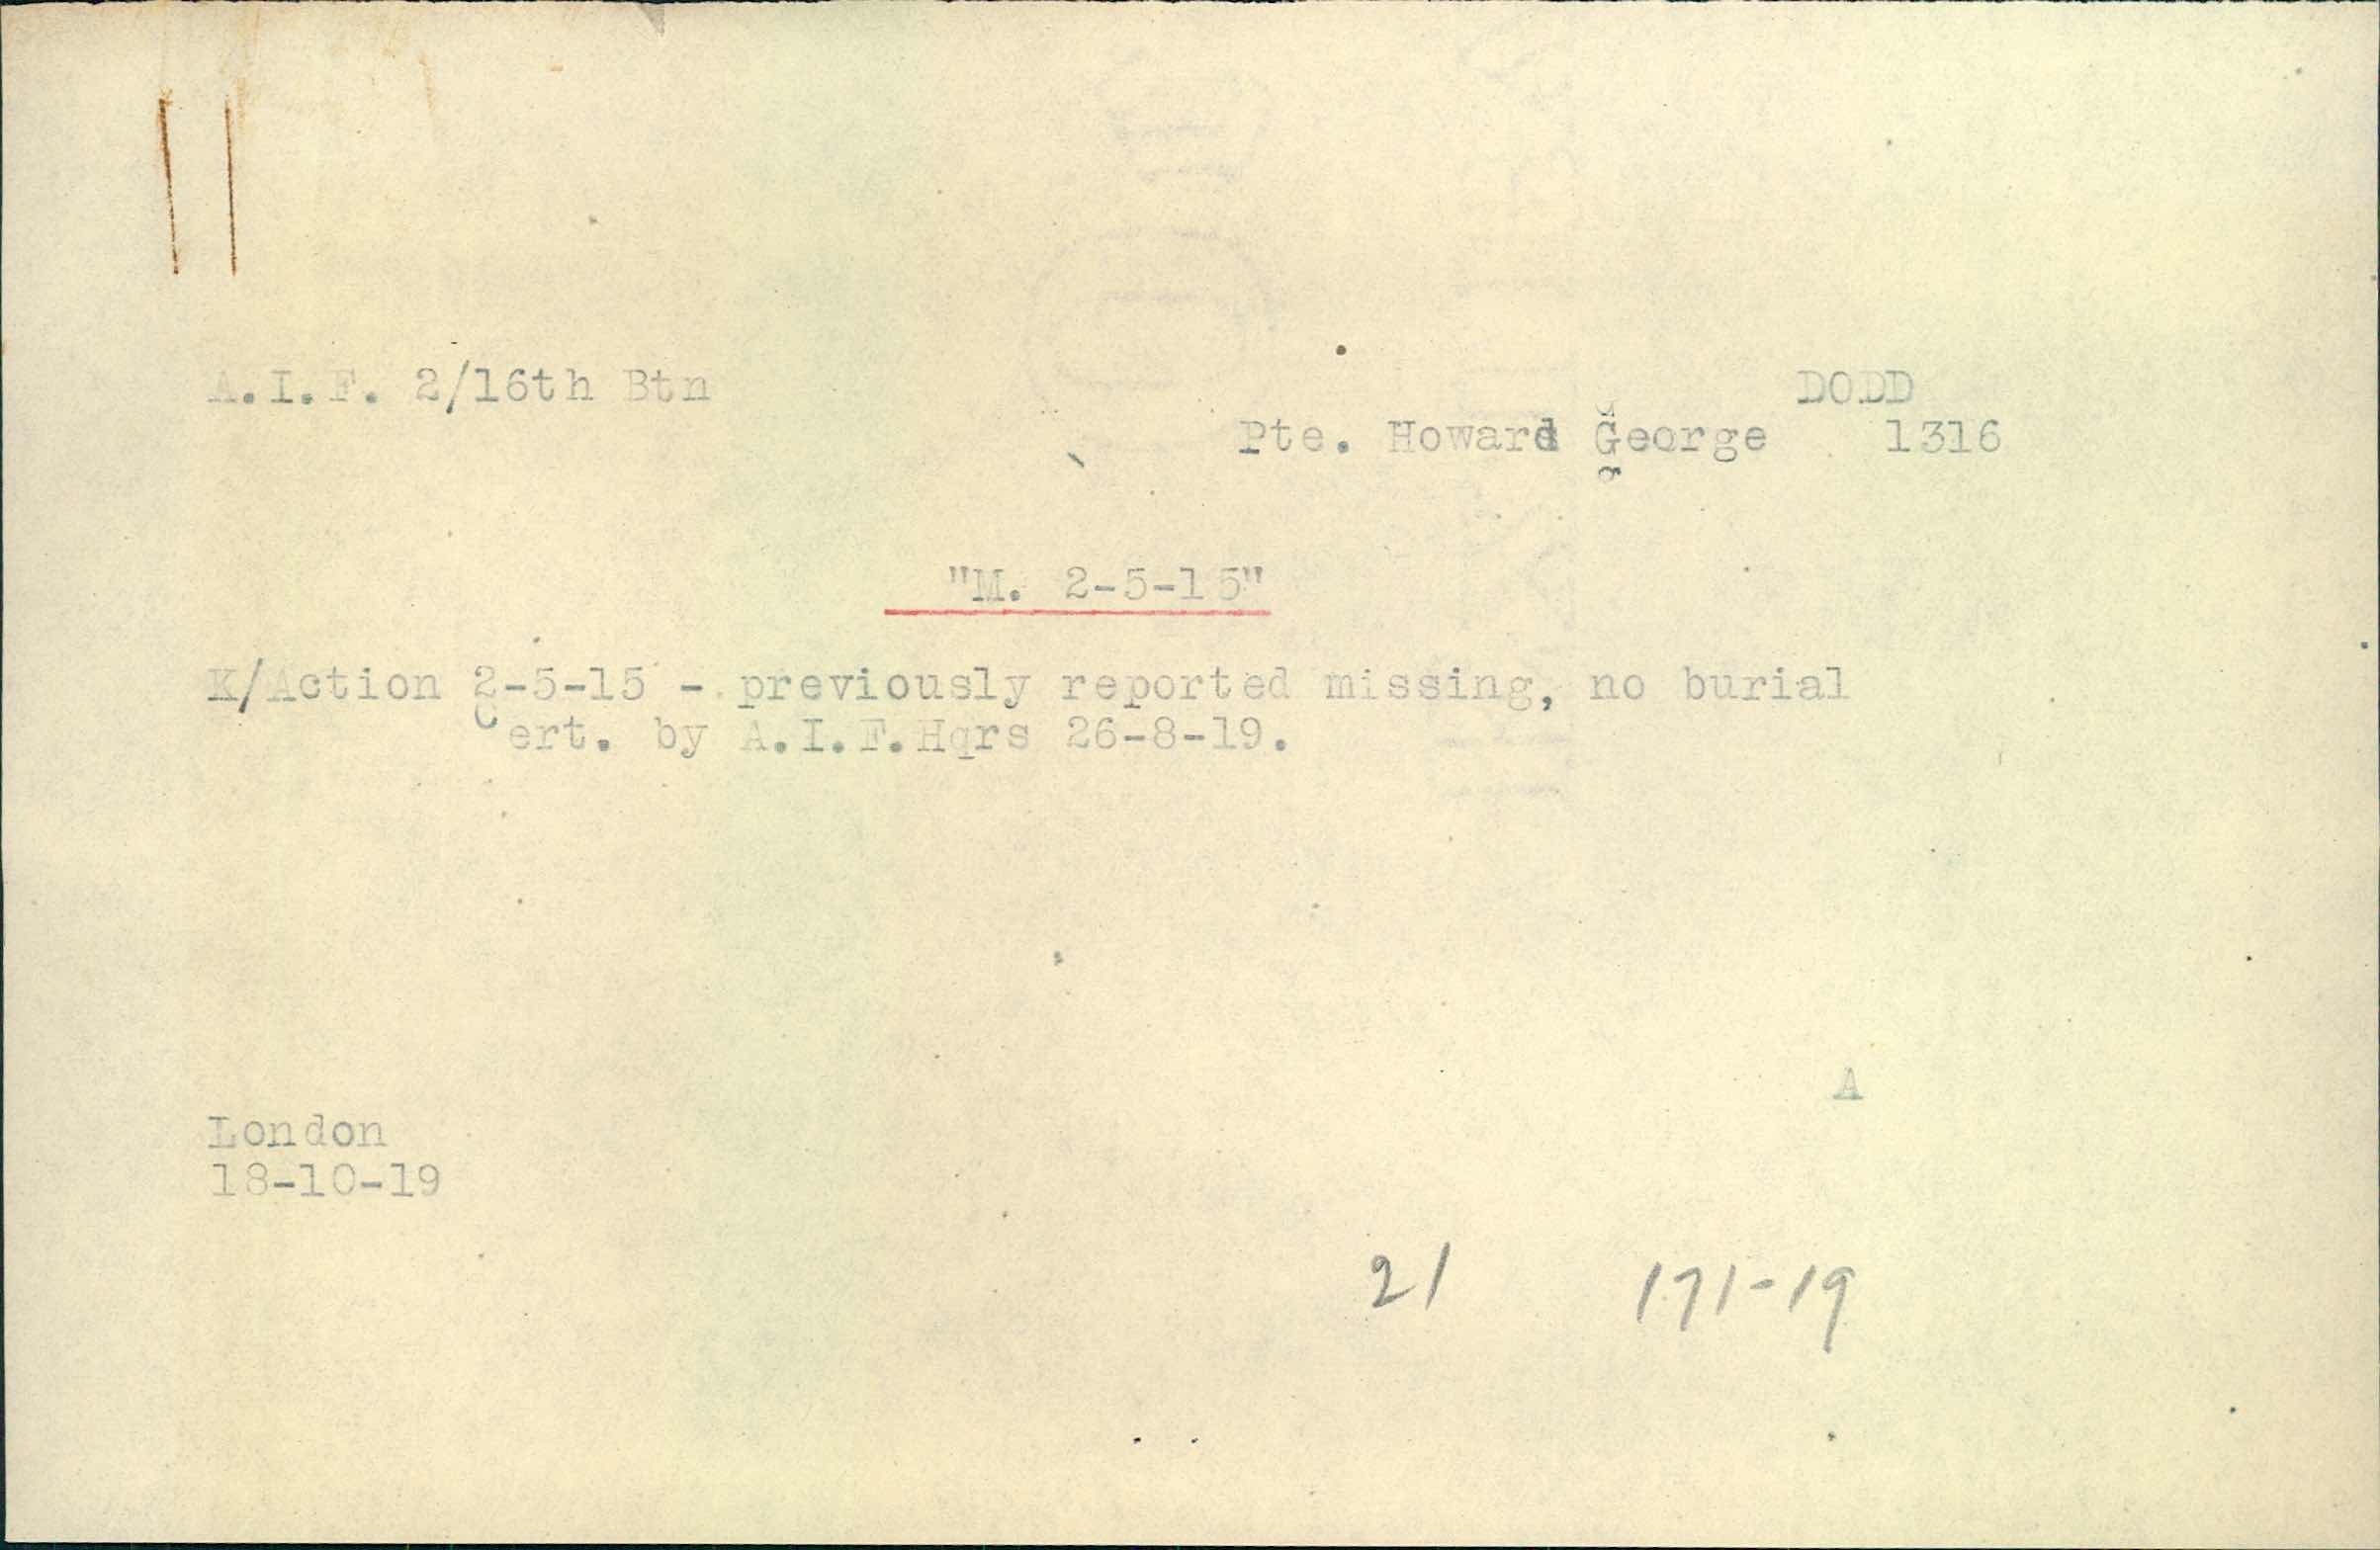 A.I.F. 2/16th Btn
DODD
Pte. Howard George 1316
"M. 2-5-15"
K/Action 2-5-15 - previously reported missing, no burial
Cert. by A.I.F.Hqrs 26-8-19.
A
London
18-10-19
21 171-19